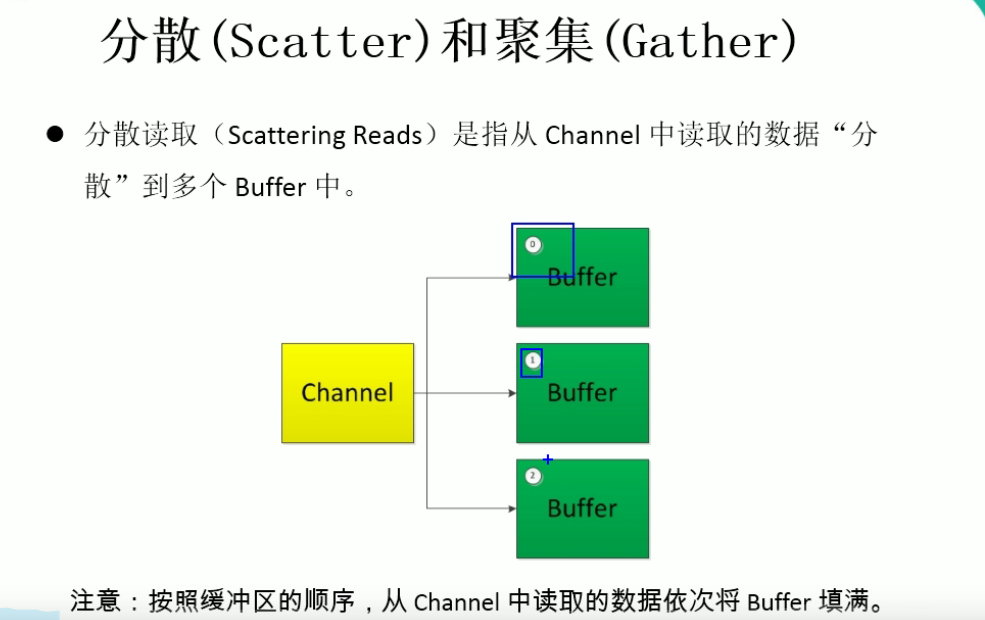 分散(Scatter)和聚集(Gather)
● 分散读取（Scattering Reads）是指从 Channel 中读取的数据“分
散”到多个 Buffer 中。
0
Buffer
Channel
1
Buffer
2
Buffer
注意：按照缓冲区的顺序，从 Channel 中读取的数据依次将 Buffer 填满。